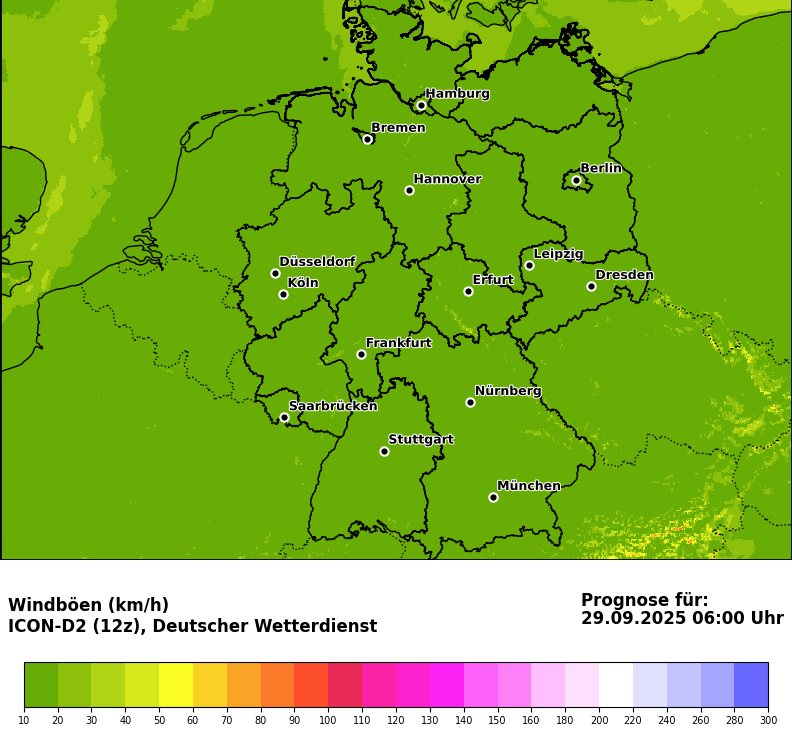 Hamburg
Bremen
Berlin
Hannover
Leipzig
Düsseldorf
Dresden
Köln
Erfurt
Frankfurt
Nürnberg
Saarbrücken
Stuttgart
München
Windböen (km/h)
ICON-D2 (12z), Deutscher Wetterdienst
Prognose für:
29.09.2025 06:00 Uhr
10 20 30 40 50 60 70 80 90 100 110 120 130 140 150 160 180 200 220 240 260 280 300